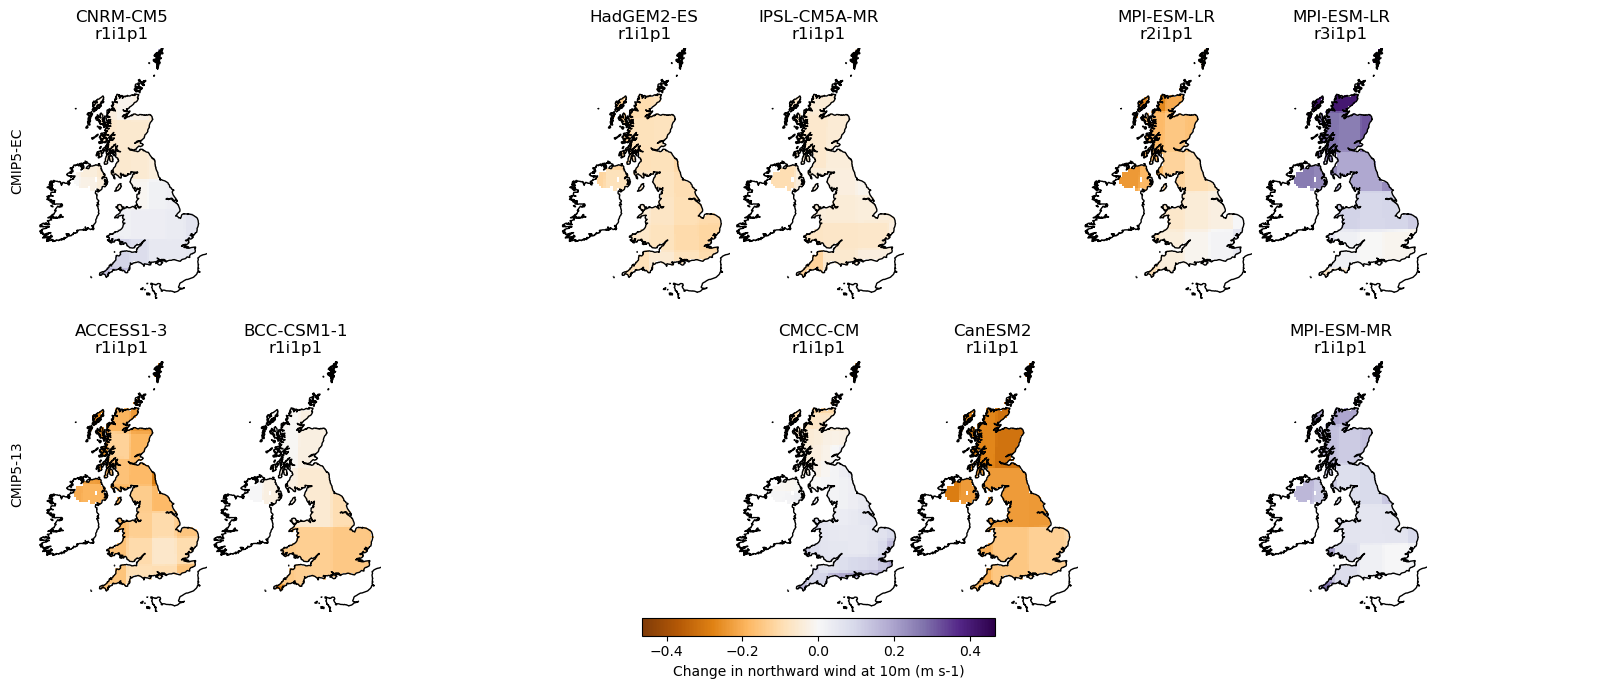 CNRM-CM5
r1i1p1
HadGEM2-ES
r1i1p1
IPSL-CM5A-MR
r1i1p1
MPI-ESM-LR
r2i1p1
MPI-ESM-LR
r3i1p1
CMIP5-EC
ACCESS1-3
r1i1p1
BCC-CSM1-1
r1i1p1
CMCC-CM
r1i1p1
CanESM2
r1i1p1
MPI-ESM-MR
r1i1p1
CMIP5-13
−0.4 −0.2 0.0 0.2 0.4
Change in northward wind at 10m (m s-1)